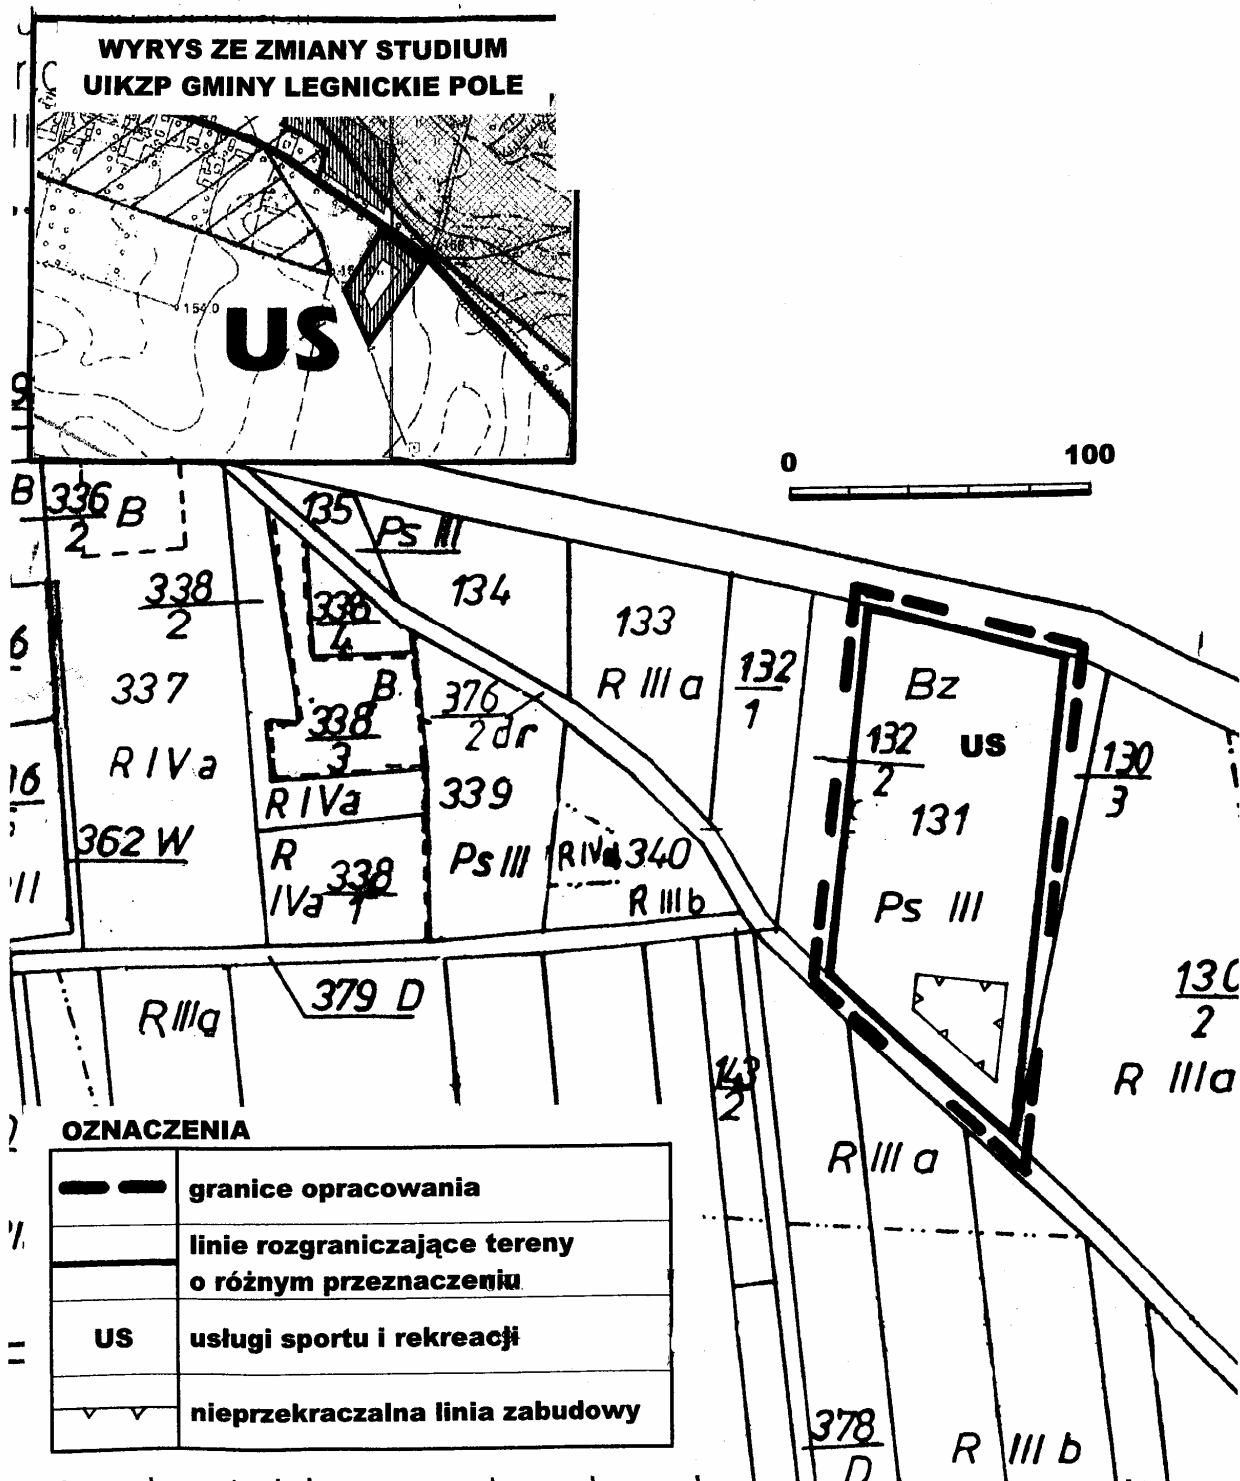 WYRYS ZE ZMIANY STUDIUM
UIKZP GMINY LEGNICKIE POLE
154.0
US
0 100
B 336/2 B
135
Ps III
338/2
338/4
134
133
R III a
132/1
Bz
132/2
US
130/3
131
Ps III
337
R IVa
B
338/3
376/2 dr
339
Ps III
R IVa
R IVa
340
R III b
362 W
R IVa
338/1
379 D
R IIIa
143/2
130/2
R IIIa
R III a
OZNACZENIA
granice opracowania
linie rozgraniczające tereny
o różnym przeznaczeniu
US usługi sportu i rekreacji
nieprzekraczalna linia zabudowy
378/D
R III b